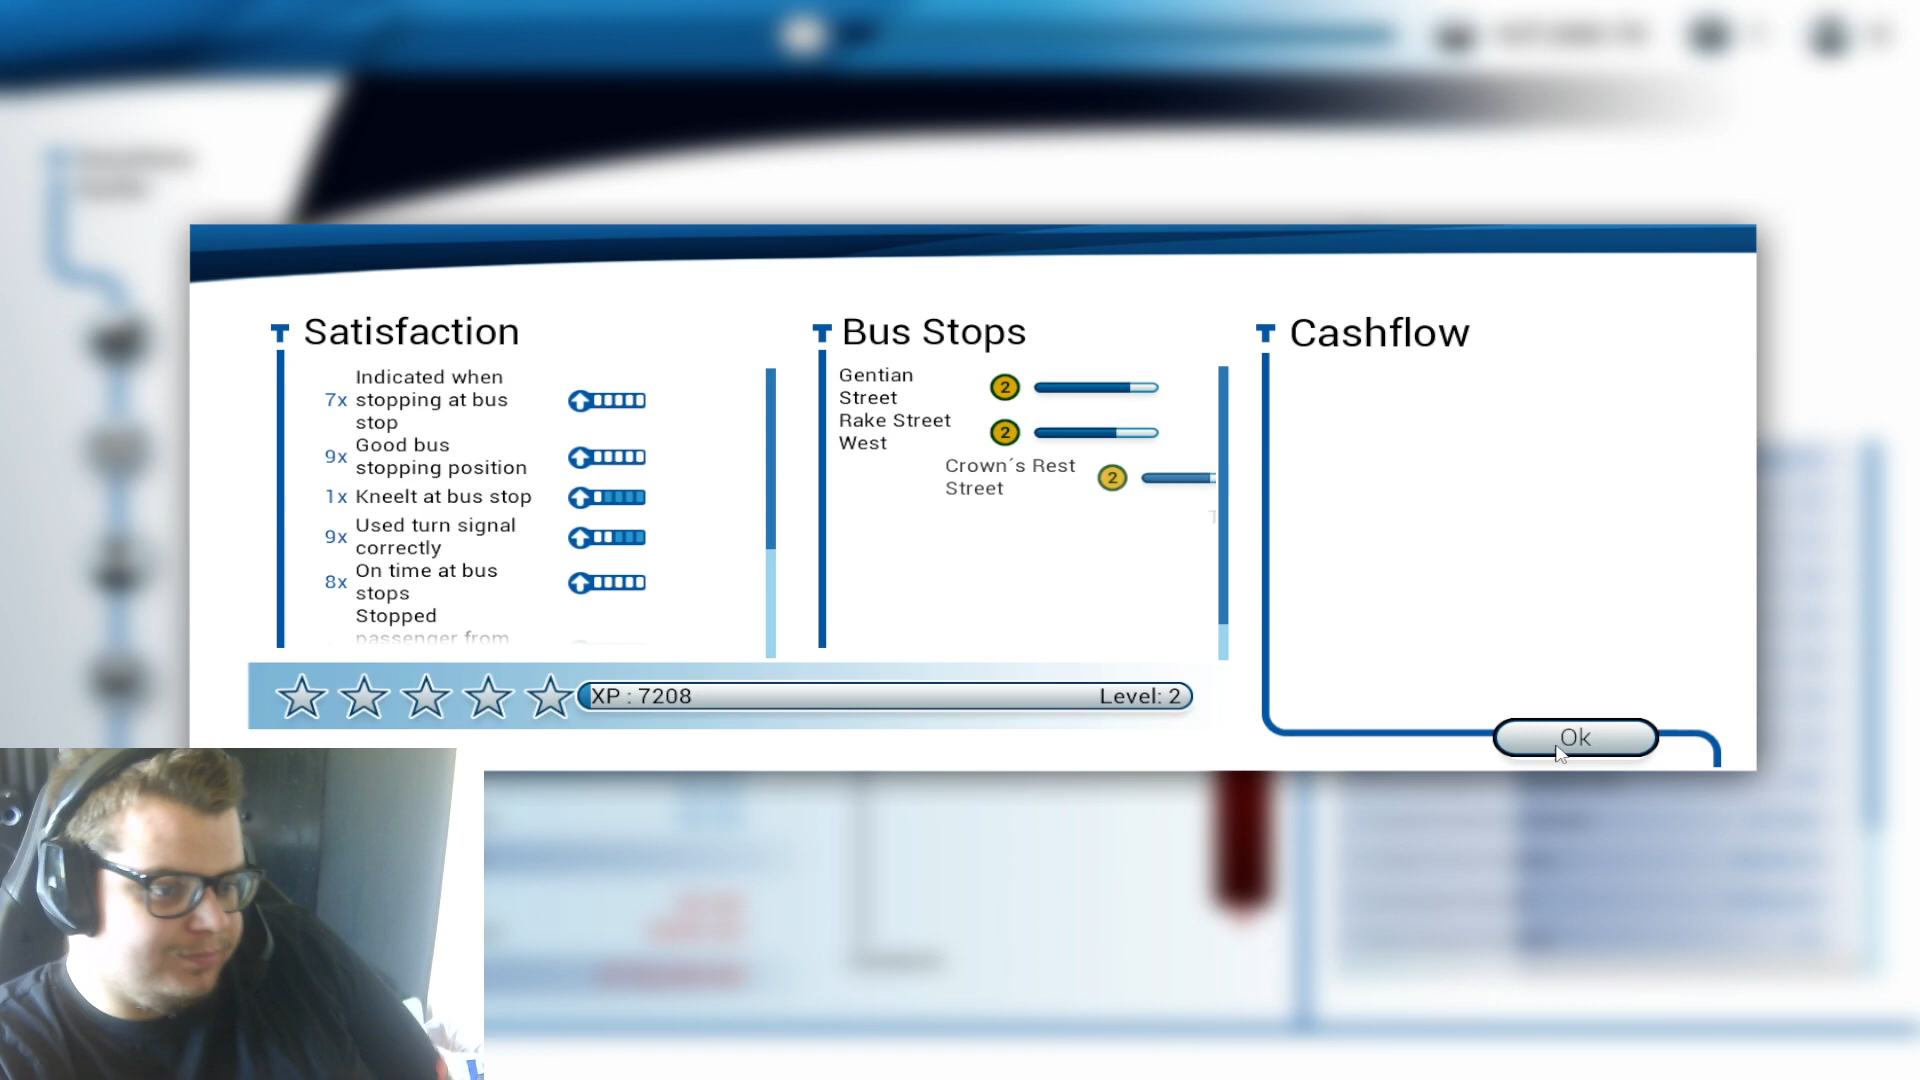 Satisfaction
7x Indicated when
stopping at bus
stop
9x Good bus
stopping position
1x Kneelt at bus stop
9x Used turn signal
correctly
8x On time at bus
stops
Stopped
passenger from
Bus Stops
Gentian
Street
2
Rake Street
West
2
Crown´s Rest
Street
2
T
Cashflow
XP : 7208
Level: 2
Ok